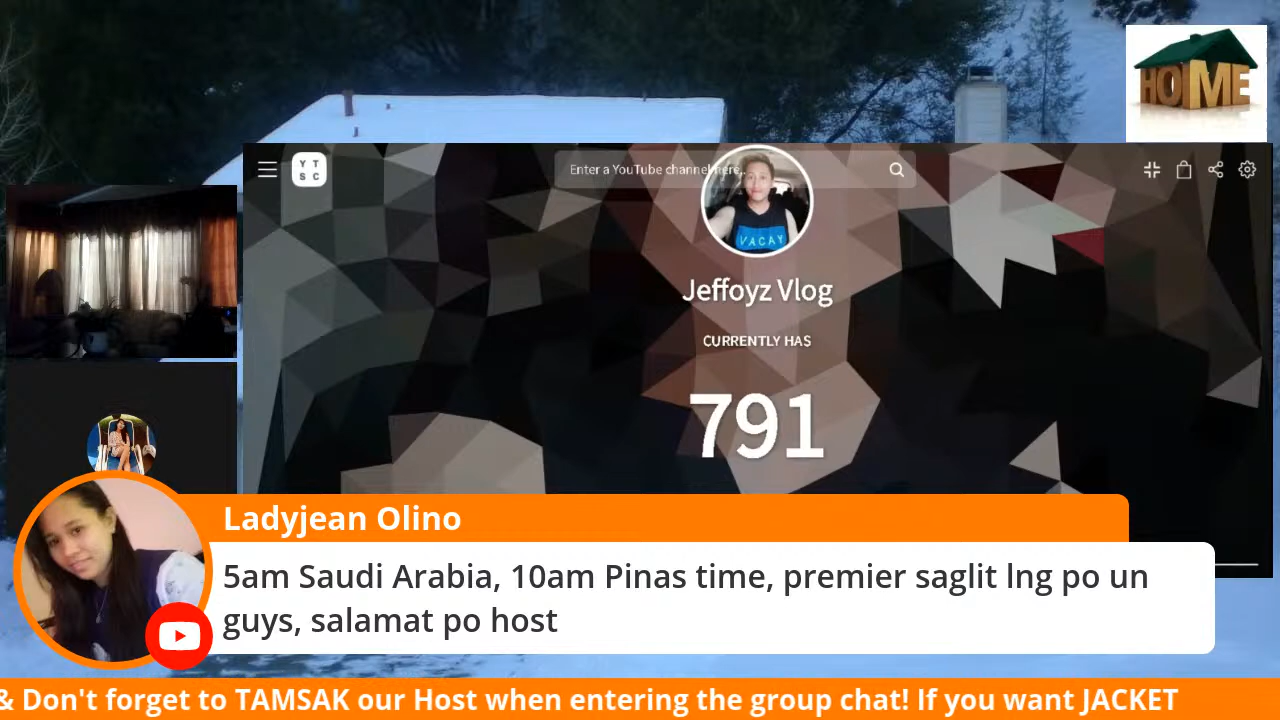 HOME
Y T
S C
Enter a YouTube channel here,
VACAY
Jeffoyz Vlog
CURRENTLY HAS
791
Ladyjean Olino
5am Saudi Arabia, 10am Pinas time, premier saglit lng po un
guys, salamat po host
& Don't forget to TAMSAK our Host when entering the group chat! If you want JACKET